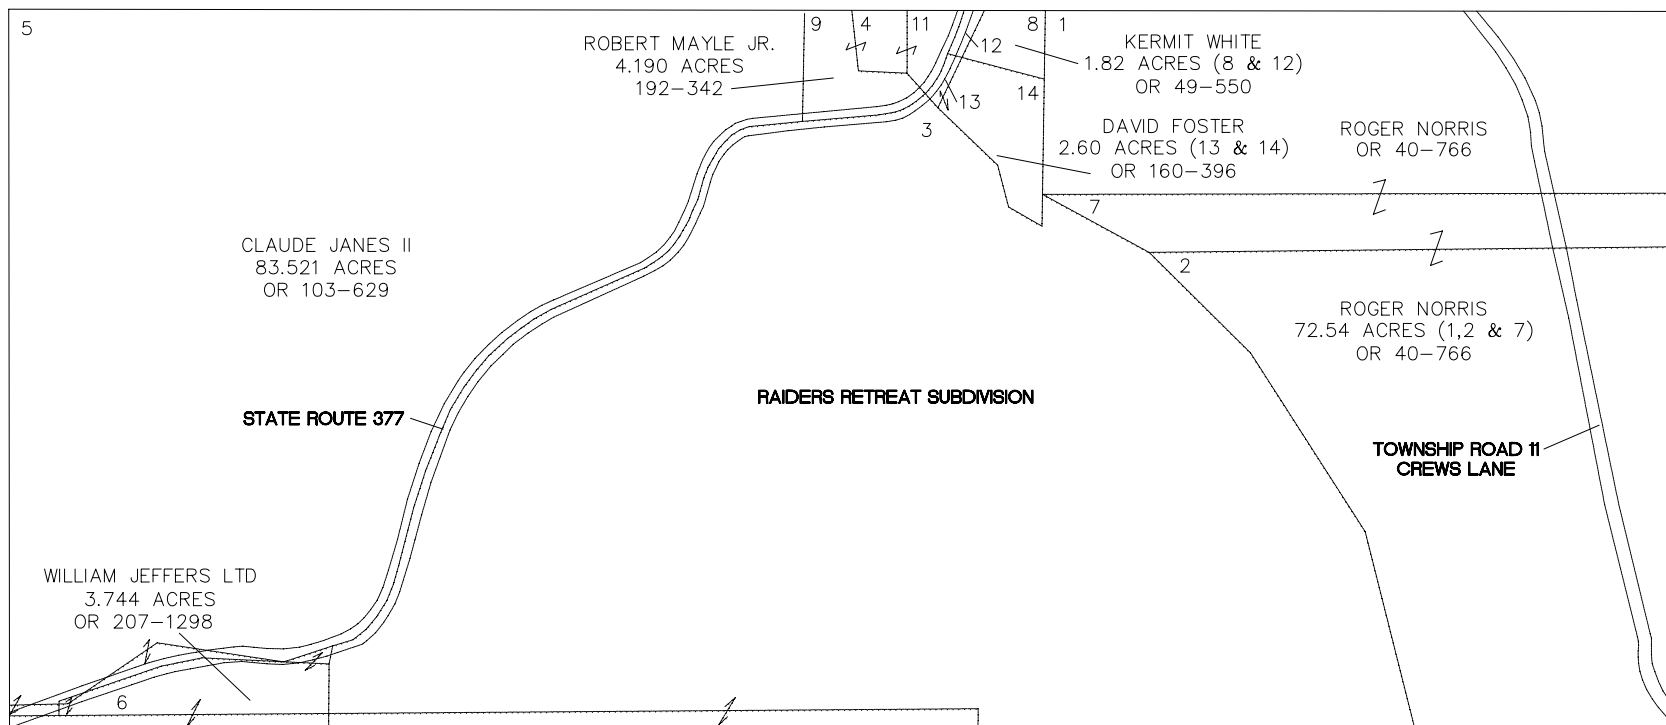 5
9
4
11
8
1
ROBERT MAYLE JR.
4.190 ACRES
192-342
12
KERMIT WHITE
1.82 ACRES (8 & 12)
OR 49-550
13
14
3
DAVID FOSTER
2.60 ACRES (13 & 14)
OR 160-396
ROGER NORRIS
OR 40-766
7
2
CLAUDE JANES II
83.521 ACRES
OR 103-629
ROGER NORRIS
72.54 ACRES (1,2 & 7)
OR 40-766
RAIDERS RETREAT SUBDIVISION
STATE ROUTE 377
TOWNSHIP ROAD 11
CREWS LANE
WILLIAM JEFFERS LTD
3.744 ACRES
OR 207-1298
6